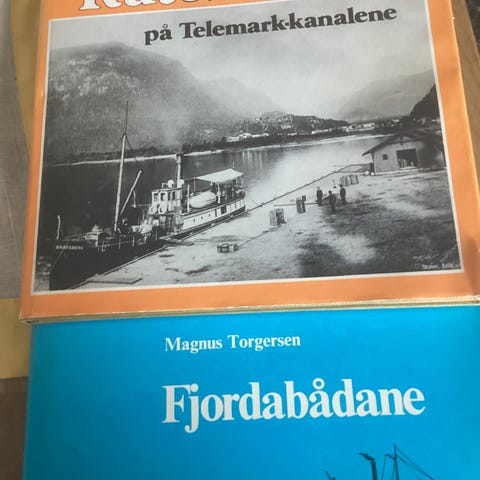 på Telemark-kanalene
Magnus Torgersen
Fjordabådane